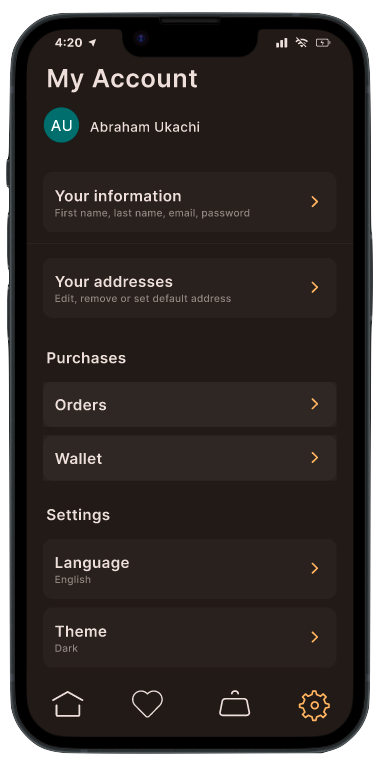 4:20
My Account
AU
Abraham Ukachi
Your information
First name, last name, email, password
Your addresses
Edit, remove or set default address
Purchases
Orders
Wallet
Settings
Language
English
Theme
Dark